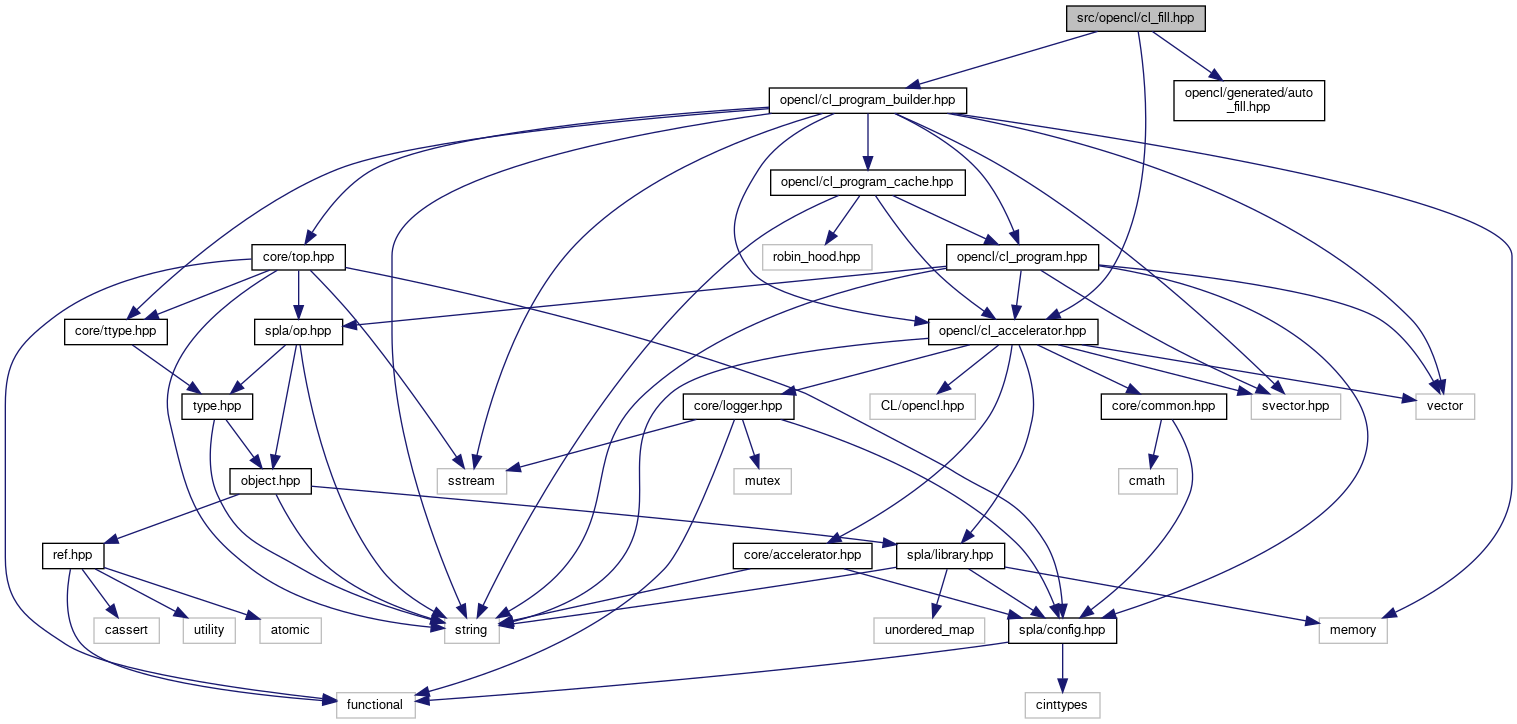 src/opencl/cl_fill.hpp
opencl/cl_program_builder.hpp
opencl/generated/auto
_fill.hpp
opencl/cl_program_cache.hpp
core/top.hpp
robin_hood.hpp
opencl/cl_program.hpp
core/ttype.hpp
spla/op.hpp
opencl/cl_accelerator.hpp
type.hpp
core/logger.hpp
CL/opencl.hpp
core/common.hpp
svector.hpp
vector
object.hpp
sstream
mutex
cmath
ref.hpp
core/accelerator.hpp
spla/library.hpp
cassert
utility
atomic
string
unordered_map
spla/config.hpp
memory
functional
cinttypes